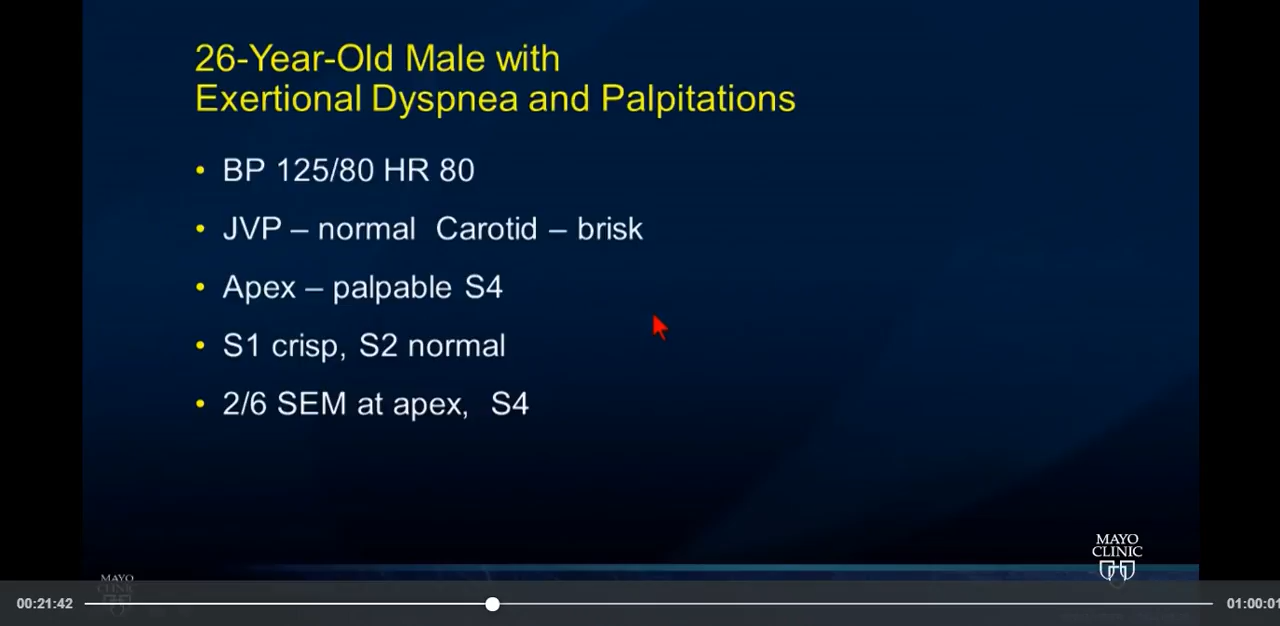 26-Year-Old Male with
Exertional Dyspnea and Palpitations
• BP 125/80 HR 80
• JVP – normal Carotid – brisk
• Apex – palpable S4
• S1 crisp, S2 normal
• 2/6 SEM at apex, S4
MAYO
CLINIC
MAYO
CLINIC
00:21:42
01:00:01